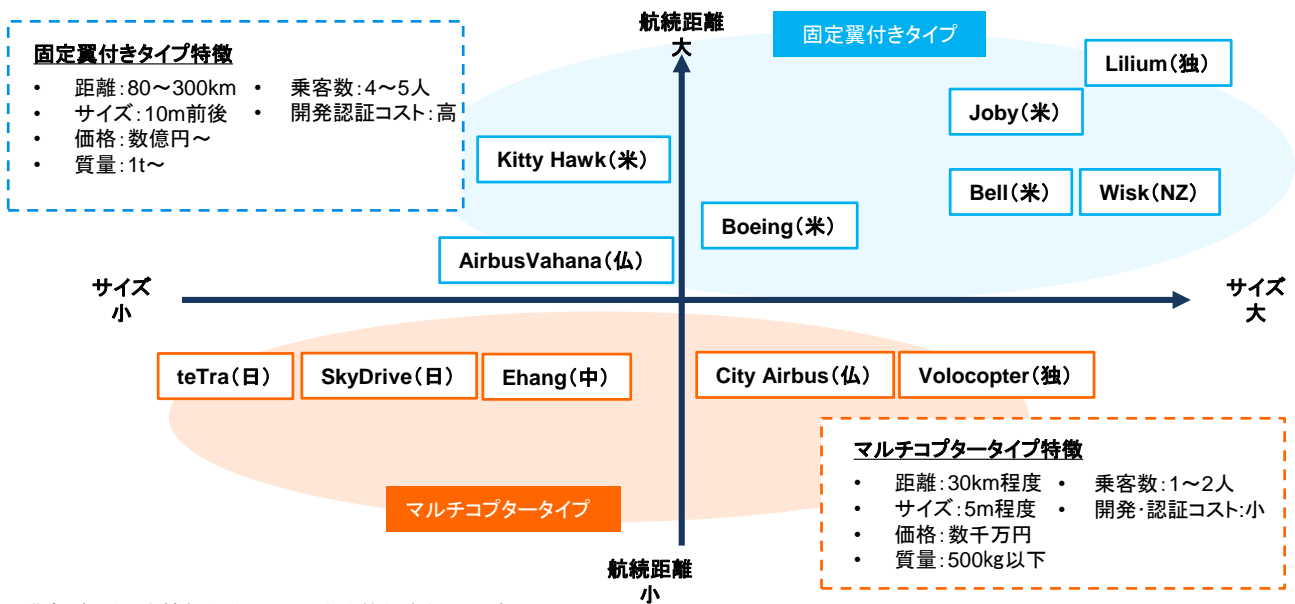 航続距離
大
固定翼付きタイプ
固定翼付きタイプ特徴
• 距離:80~300km • 乗客数:4~5人
• サイズ:10m前後 • 開発認証コスト:高
• 価格:数億円~
• 質量:1t~
Lilium(独)
Joby(米)
Kitty Hawk(米)
Bell(米)
Wisk(NZ)
Boeing(米)
AirbusVahana(仏)
サイズ
小
サイズ
大
teTra(日)
SkyDrive(日)
Ehang(中)
City Airbus(仏)
Volocopter(独)
マルチコプタータイプ特徴
• 距離:30km程度 • 乗客数:1~2人
• サイズ:5m程度 • 開発・認証コスト:小
• 価格:数千万円
• 質量:500kg以下
マルチコプタータイプ
航続距離
小